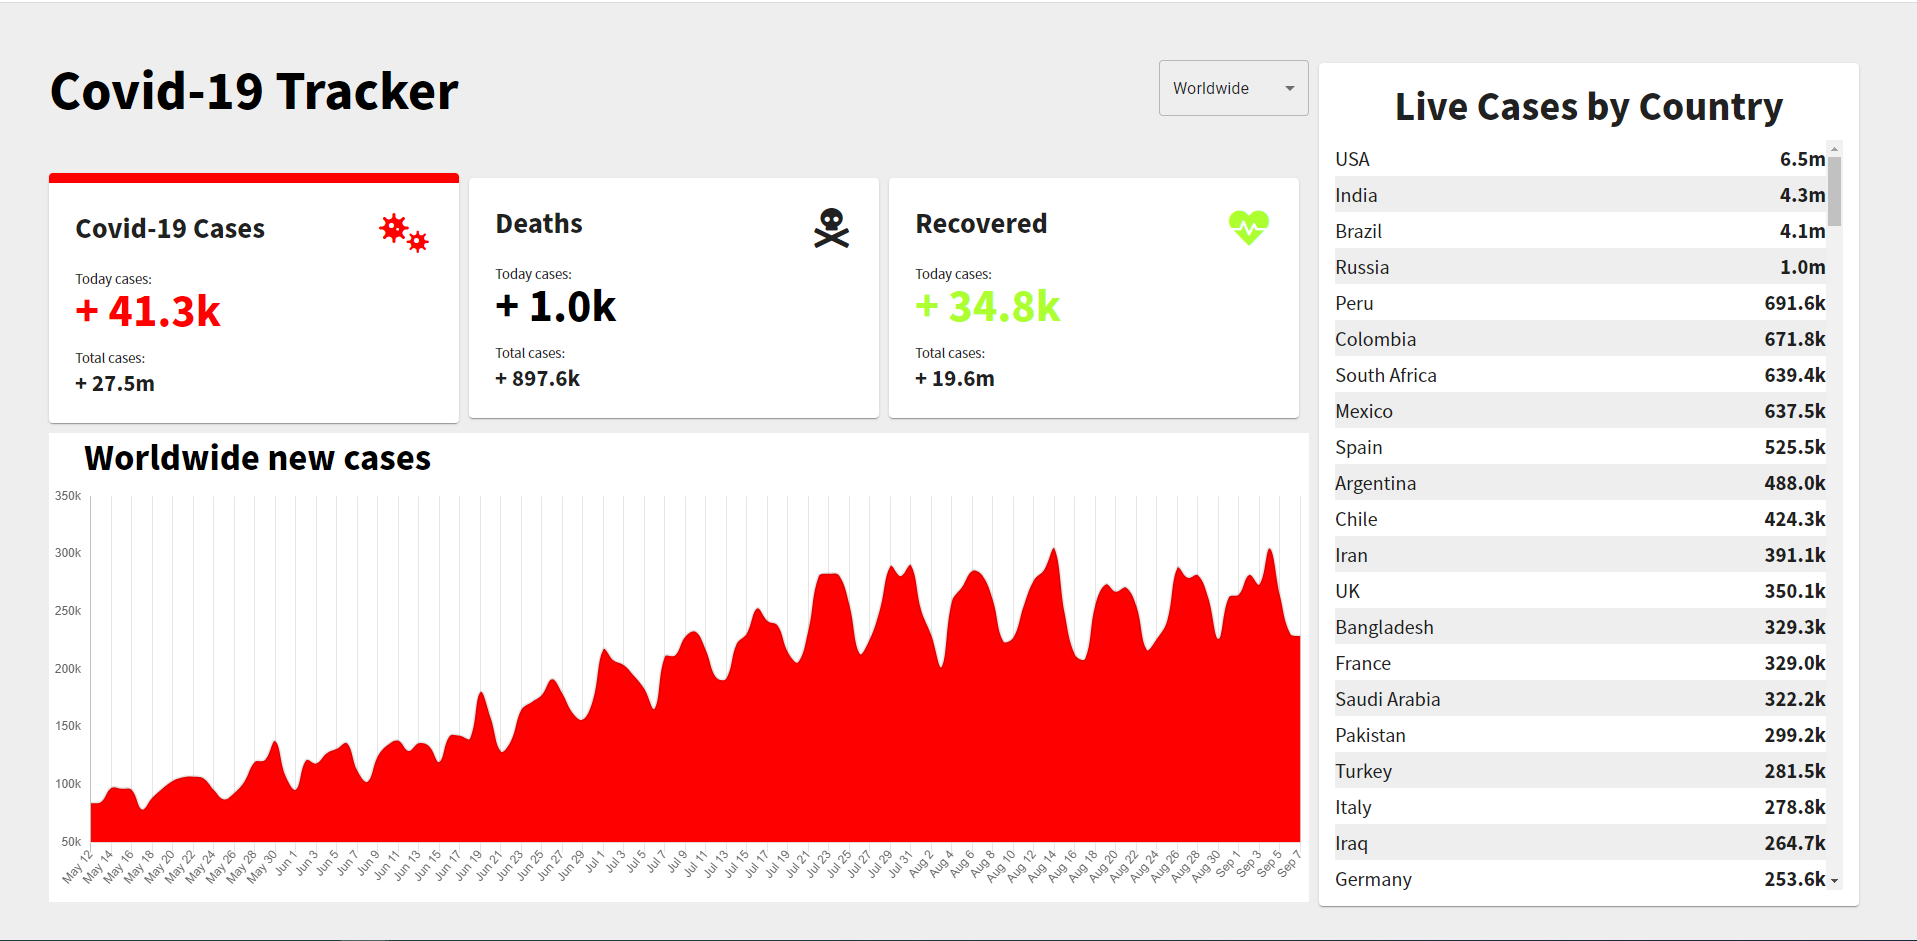 Covid-19 Tracker
Worldwide
Covid-19 Cases
Today cases:
+ 41.3k
Total cases:
+ 27.5m
Deaths
Today cases:
+ 1.0k
Total cases:
+ 897.6k
Recovered
Today cases:
+ 34.8k
Total cases:
+ 19.6m
Worldwide new cases
350k
300k
250k
200k
150k
100k
50k
May 12 May 14 May 16 May 18 May 20 May 22 May 24 May 26 May 28 May 30 Jun 1 Jun 3 Jun 5 Jun 7 Jun 9 Jun 11 Jun 13 Jun 15 Jun 17 Jun 19 Jun 21 Jun 23 Jun 25 Jun 27 Jun 29 Jul 1 Jul 3 Jul 5 Jul 7 Jul 9 Jul 11 Jul 13 Jul 15 Jul 17 Jul 19 Jul 21 Jul 23 Jul 25 Jul 27 Jul 29 Jul 31 Aug 2 Aug 4 Aug 6 Aug 8 Aug 10 Aug 12 Aug 14 Aug 16 Aug 18 Aug 20 Aug 22 Aug 24 Aug 26 Aug 28 Aug 30 Sep 1 Sep 3 Sep 5 Sep 7
Live Cases by Country
USA 6.5m
India 4.3m
Brazil 4.1m
Russia 1.0m
Peru 691.6k
Colombia 671.8k
South Africa 639.4k
Mexico 637.5k
Spain 525.5k
Argentina 488.0k
Chile 424.3k
Iran 391.1k
UK 350.1k
Bangladesh 329.3k
France 329.0k
Saudi Arabia 322.2k
Pakistan 299.2k
Turkey 281.5k
Italy 278.8k
Iraq 264.7k
Germany 253.6k